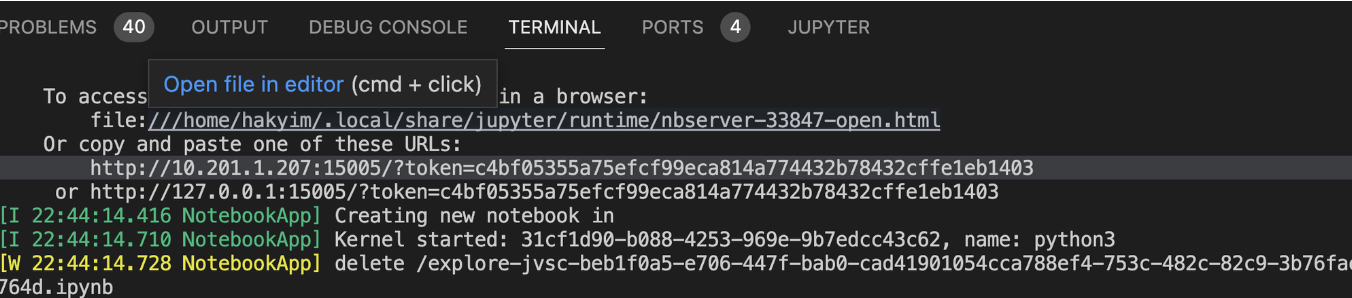 PROBLEMS 40 OUTPUT DEBUG CONSOLE TERMINAL PORTS 4 JUPYTER
Open file in editor (cmd + click)
To access in a browser:
file:///home/hakyim/.local/share/jupyter/runtime/nbserver-33847-open.html
Or copy and paste one of these URLs:
http://10.201.1.207:15005/?token=c4bf05355a75efcf99eca814a774432b78432cffe1eb1403
or http://127.0.0.1:15005/?token=c4bf05355a75efcf99eca814a774432b78432cffe1eb1403
[I 22:44:14.416 NotebookApp] Creating new notebook in
[I 22:44:14.710 NotebookApp] Kernel started: 31cf1d90-b088-4253-969e-9b7edcc43c62, name: python3
[W 22:44:14.728 NotebookApp] delete /explore-jvsc-beb1f0a5-e706-447f-bab0-cad41901054cca788ef4-753c-482c-82c9-3b76fac
764d.ipynb